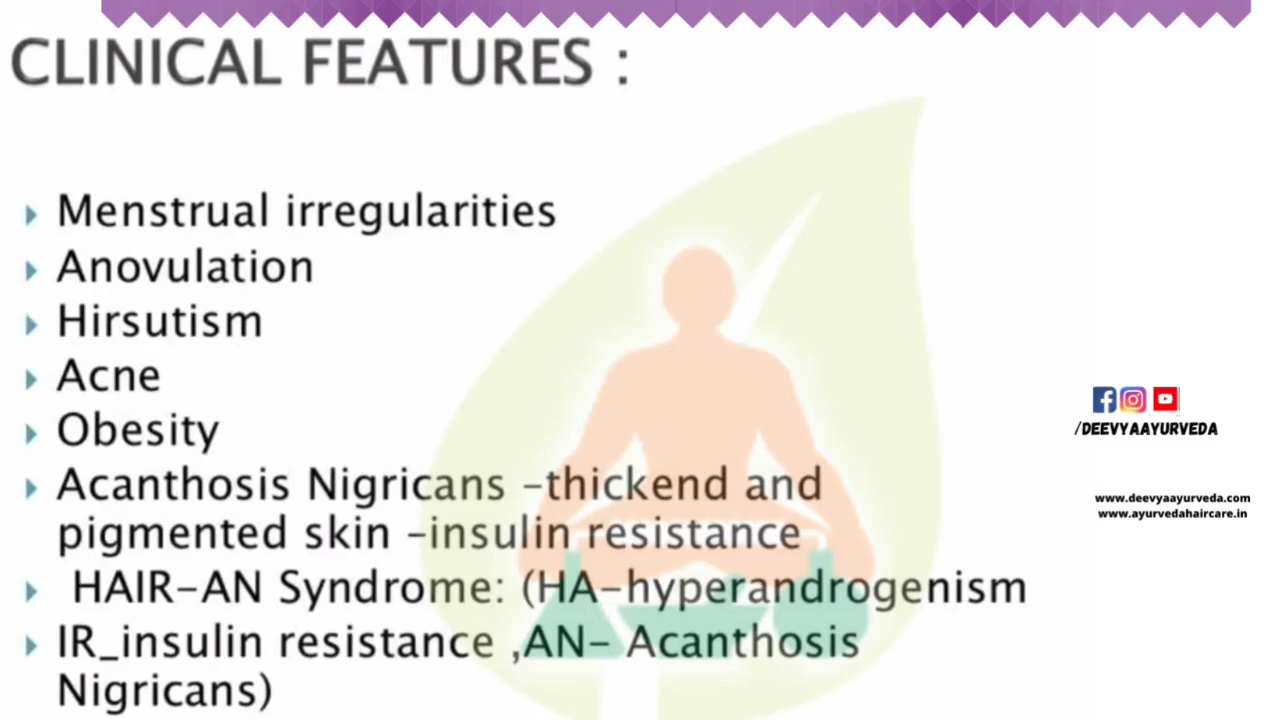 CLINICAL FEATURES :
Menstrual irregularities
Anovulation
Hirsutism
Acne
Obesity
Acanthosis Nigricans -thickend and
pigmented skin -insulin resistance
HAIR-AN Syndrome: (HA-hyperandrogenism
IR_insulin resistance ,AN- Acanthosis
Nigricans)
/DEEVYAAYURVEDA
www.deevyaayurveda.com
www.ayurvedahaircare.in